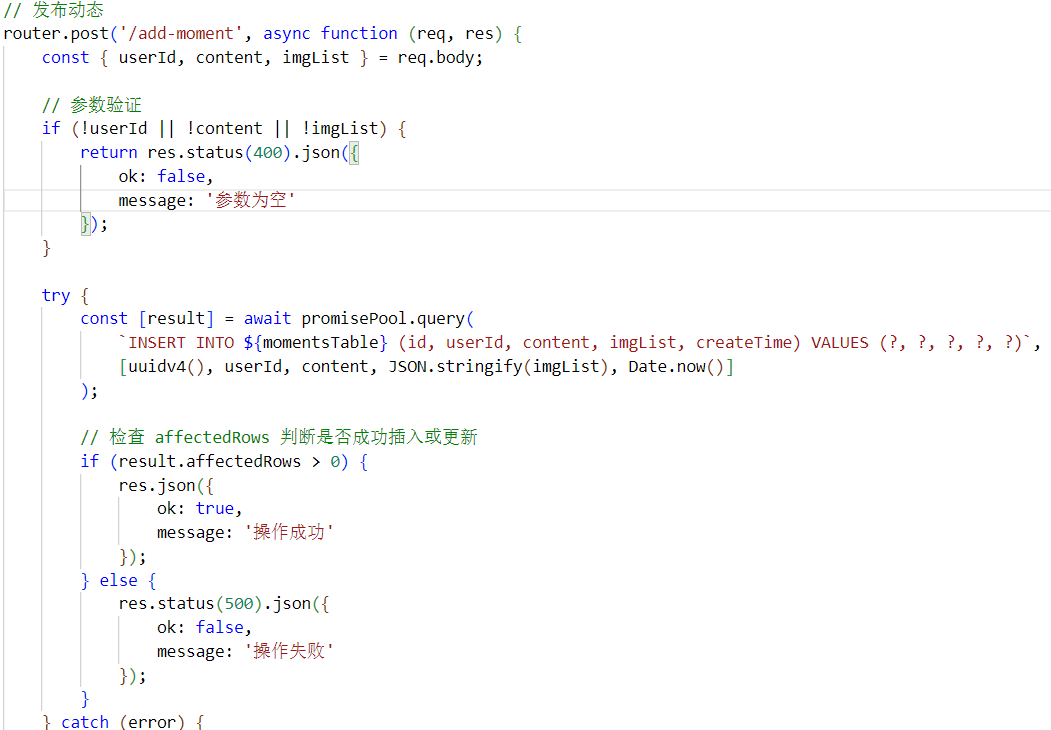 // 发布动态
router.post('/add-moment', async function (req, res) {
const { userId, content, imgList } = req.body;
// 参数验证
if (!userId || !content || !imgList) {
return res.status(400).json({
ok: false,
message: '参数为空'
});
}
try {
const [result] = await promisePool.query(
`INSERT INTO ${momentsTable} (id, userId, content, imgList, createTime) VALUES (?, ?, ?, ?, ?)`,
[uuidv4(), userId, content, JSON.stringify(imgList), Date.now()]
);
// 检查 affectedRows 判断是否成功插入或更新
if (result.affectedRows > 0) {
res.json({
ok: true,
message: '操作成功'
});
} else {
res.status(500).json({
ok: false,
message: '操作失败'
});
}
} catch (error) {